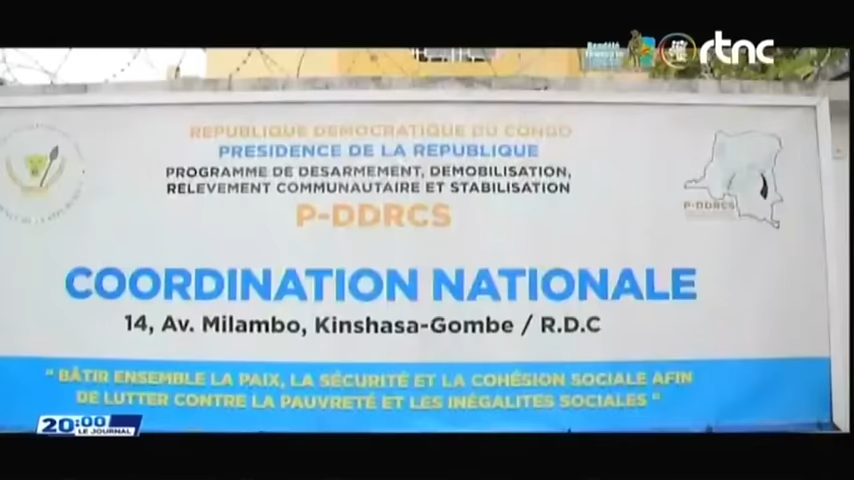 rtnc
REPUBLIQUE DEMOCRATIQUE DU CONGO
PRESIDENCE DE LA REPUBLIQUE
PROGRAMME DE DESARMEMENT, DEMOBILISATION,
RELEVEMENT COMMUNAUTAIRE ET STABILISATION
P-DDRCS
P-DDRCS
COORDINATION NATIONALE
14, Av. Milambo, Kinshasa-Gombe / R.D.C
" BÂTIR ENSEMBLE LA PAIX, LA SÉCURITÉ ET LA COHÉSION SOCIALE AFIN
DE LUTTER CONTRE LA PAUVRETÉ ET LES INÉGALITES SOCIALES "
20:00
LE JOURNAL